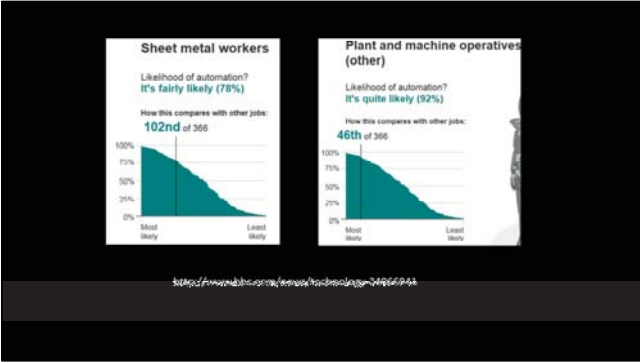 Sheet metal workers
Likelihood of automation?
It's fairly likely (78%)
How this compares with other jobs:
102nd of 366
100%
75%
50%
25%
0%
Most likely
Least likely
Plant and machine operatives
(other)
Likelihood of automation?
It's quite likely (92%)
How this compares with other jobs:
46th of 366
100%
75%
50%
25%
0%
Most likely
Least likely